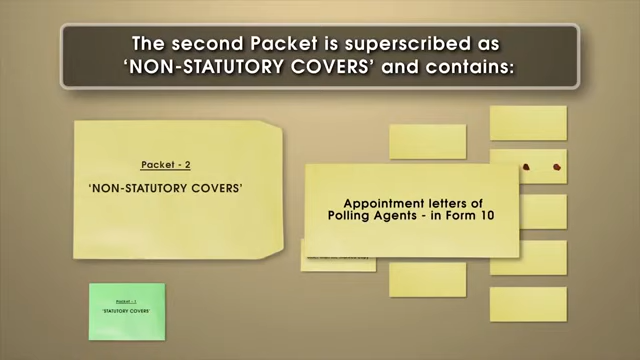 The second Packet is superscribed as
‘NON-STATUTORY COVERS’ and contains:
Packet - 2
‘NON-STATUTORY COVERS’
Appointment letters of
Polling Agents - in Form 10
Packet - 1
‘STATUTORY COVERS’